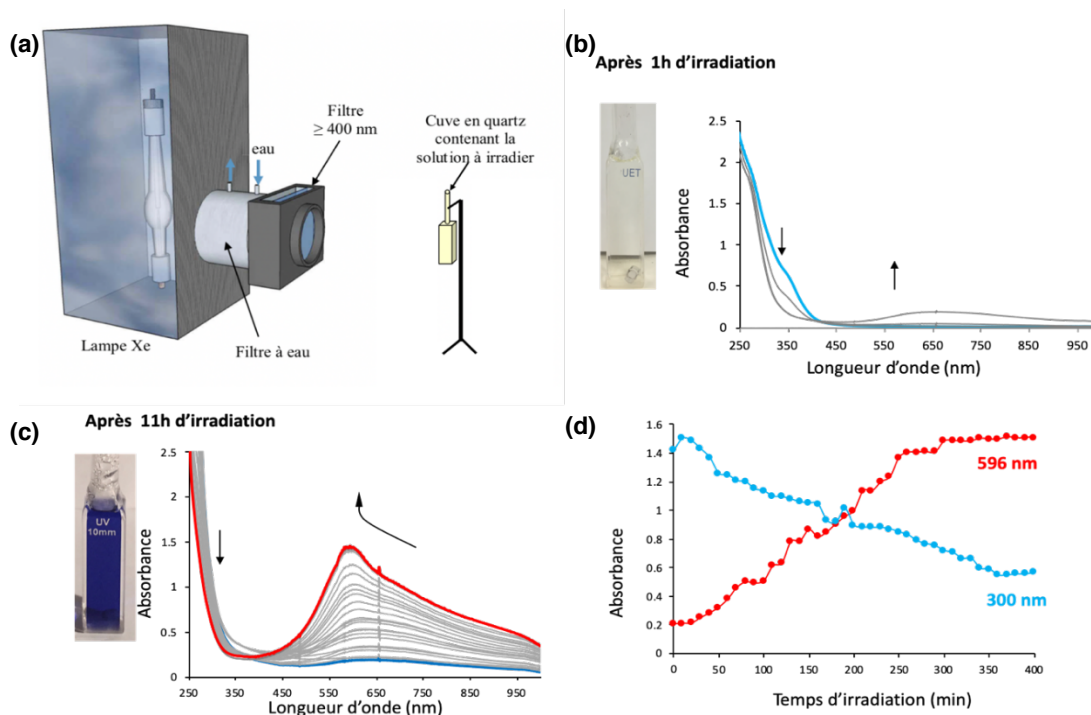 (a)
Filtre
≥ 400 nm
eau
Cuve en quartz
contenant la
solution à irradier
Lampe Xe
Filtre à eau
(b)
Après 1h d'irradiation
UET
Absorbance
2.5
2
1.5
1
0.5
0
250 350 450 550 650 750 850 950
Longueur d'onde (nm)
(c)
Après 11h d'irradiation
UV
10mm
Absorbance
2.5
2
1.5
1
0.5
0
250 350 450 550 650 750 850 950
Longueur d'onde (nm)
(d)
Absorbance
1.6
1.4
1.2
1
0.8
0.6
0.4
0.2
0
596 nm
300 nm
0 50 100 150 200 250 300 350 400
Temps d'irradiation (min)